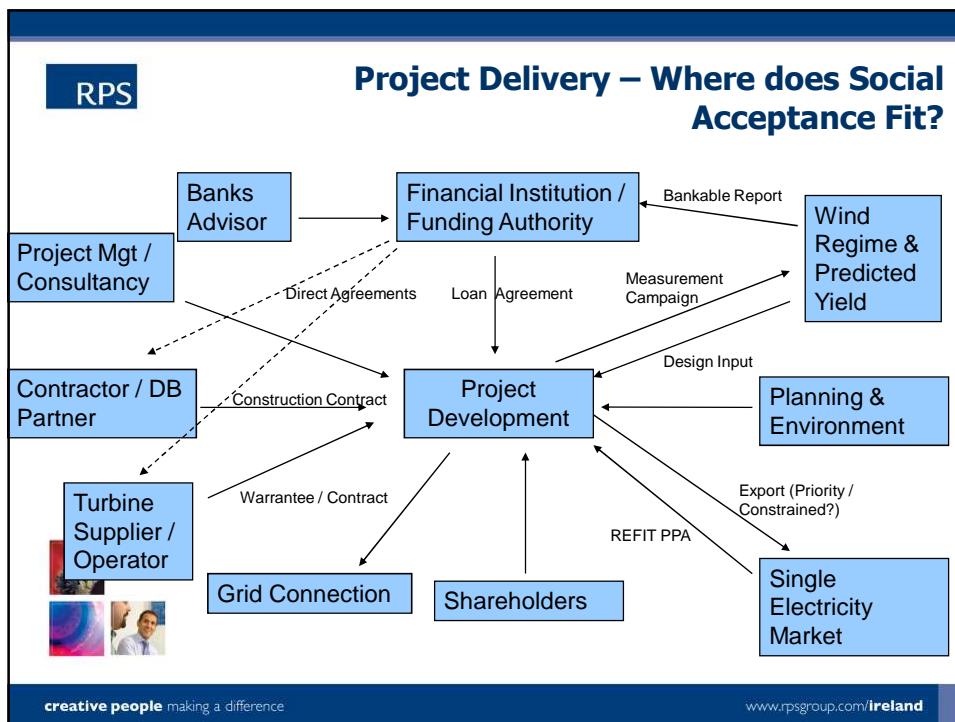 RPS
Project Delivery – Where does Social
Acceptance Fit?
Banks
Advisor
Financial Institution /
Funding Authority
Bankable Report
Wind
Regime &
Predicted
Yield
Project Mgt /
Consultancy
Direct Agreements
Loan Agreement
Measurement
Campaign
Design Input
Contractor / DB
Partner
Construction Contract
Project
Development
Planning &
Environment
Turbine
Supplier /
Operator
Warrantee / Contract
Export (Priority /
Constrained?)
REFIT PPA
Grid Connection
Shareholders
Single
Electricity
Market
creative people making a difference
www.rpsgroup.com/ireland